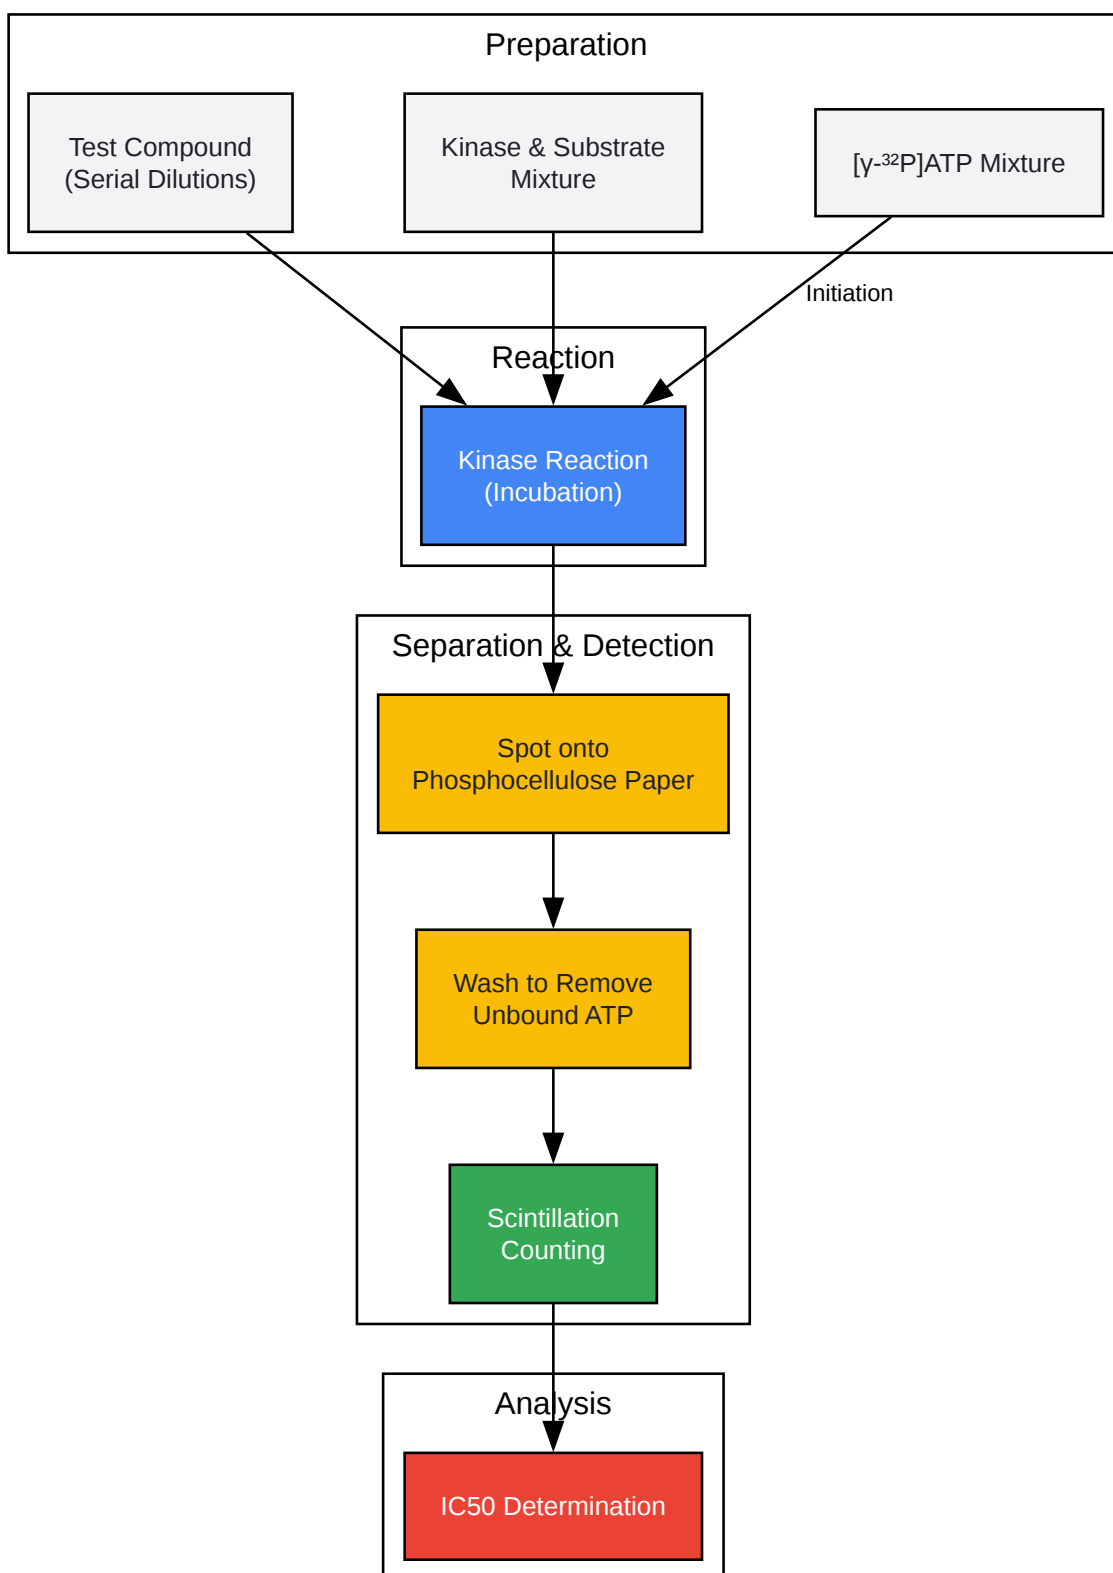 Preparation
Test Compound
(Serial Dilutions)
Kinase & Substrate
Mixture
[γ-³²P]ATP Mixture
Initiation
Reaction
Kinase Reaction
(Incubation)
Separation & Detection
Spot onto
Phosphocellulose Paper
Wash to Remove
Unbound ATP
Scintillation
Counting
Analysis
IC50 Determination